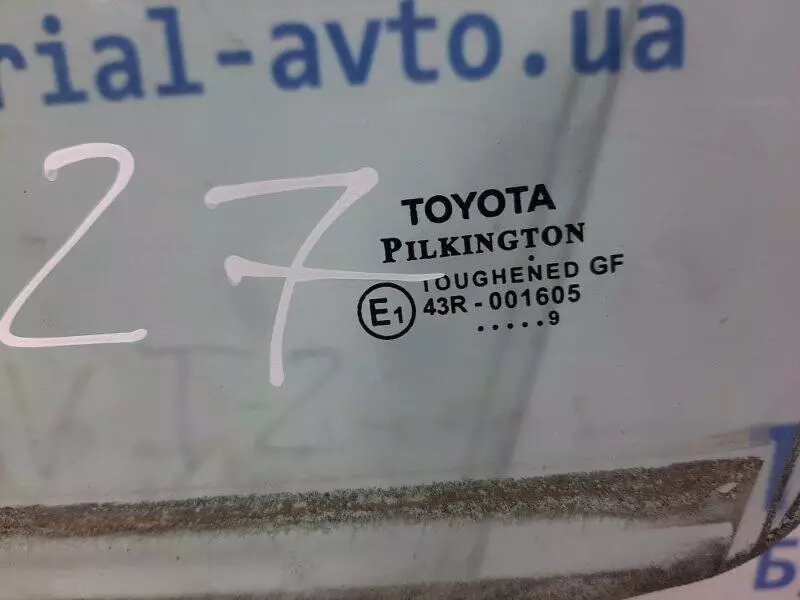 rial-avto.ua
27
TOYOTA
PILKINGTON
TOUGHENED GF
E1 43R-001605
.....9